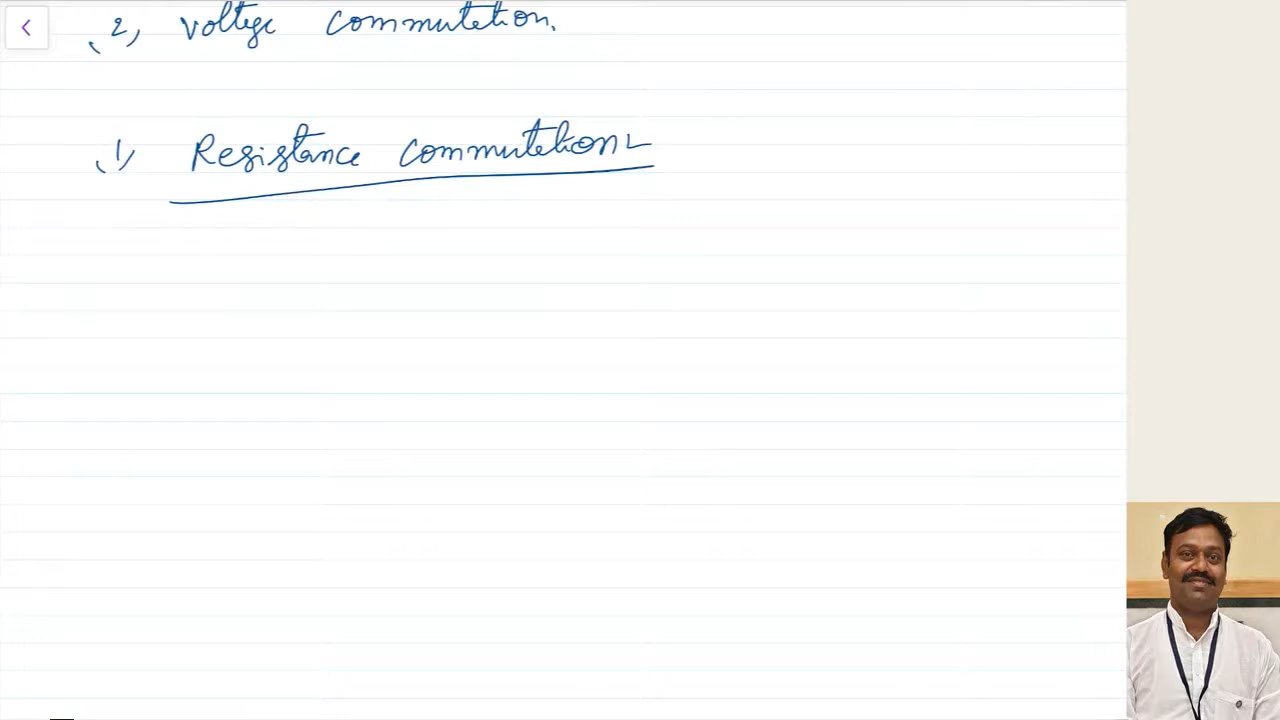 (2) Voltage commutation.
(1) Resistance commutation:-